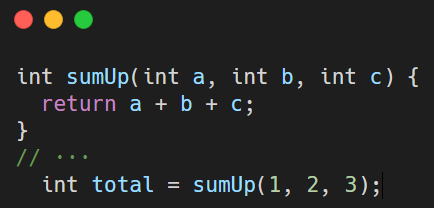 int sumUp(int a, int b, int c) {
  return a + b + c;
}
// ···
  int total = sumUp(1, 2, 3);